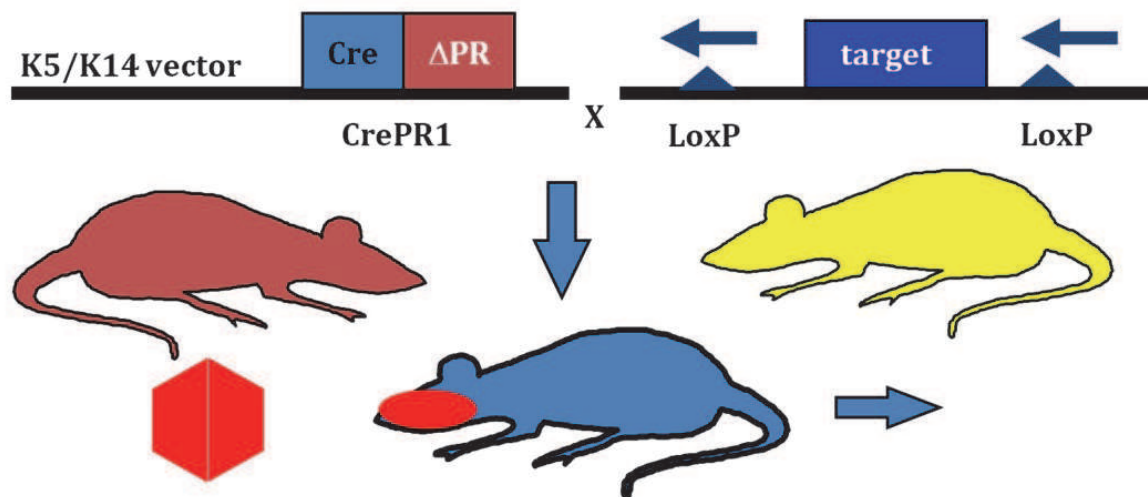 Cre ΔPR target
K5/K14 vector
X
CrePR1 LoxP LoxP